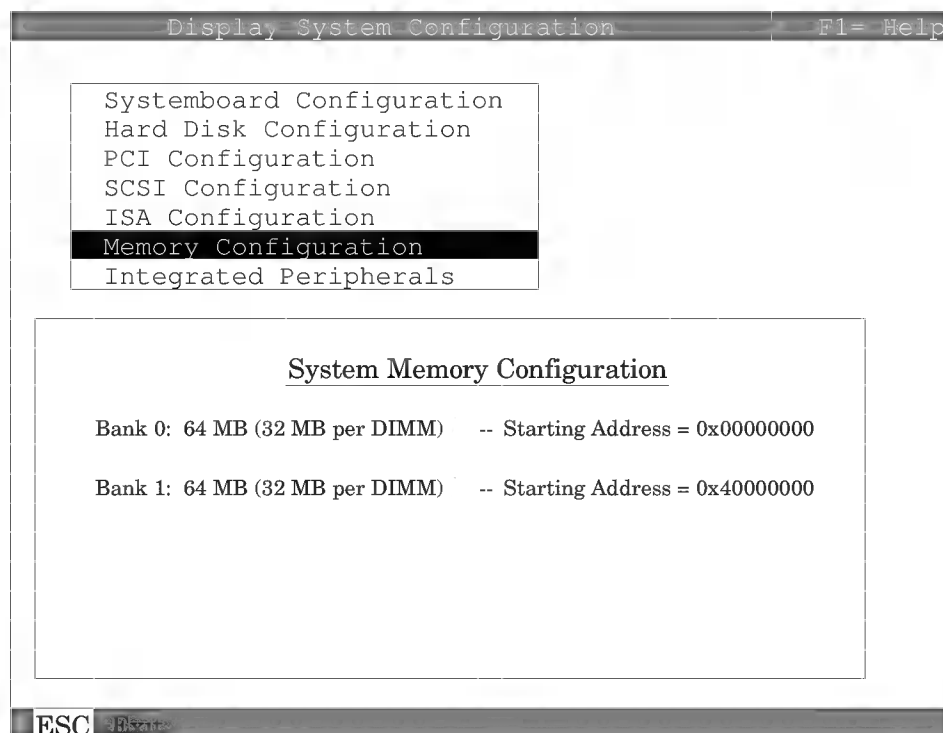 Display System Configuration F1= Help
Systemboard Configuration
Hard Disk Configuration
PCI Configuration
SCSI Configuration
ISA Configuration
Memory Configuration
Integrated Peripherals
System Memory Configuration
Bank 0: 64 MB (32 MB per DIMM) -- Starting Address = 0x00000000
Bank 1: 64 MB (32 MB per DIMM) -- Starting Address = 0x40000000
ESC